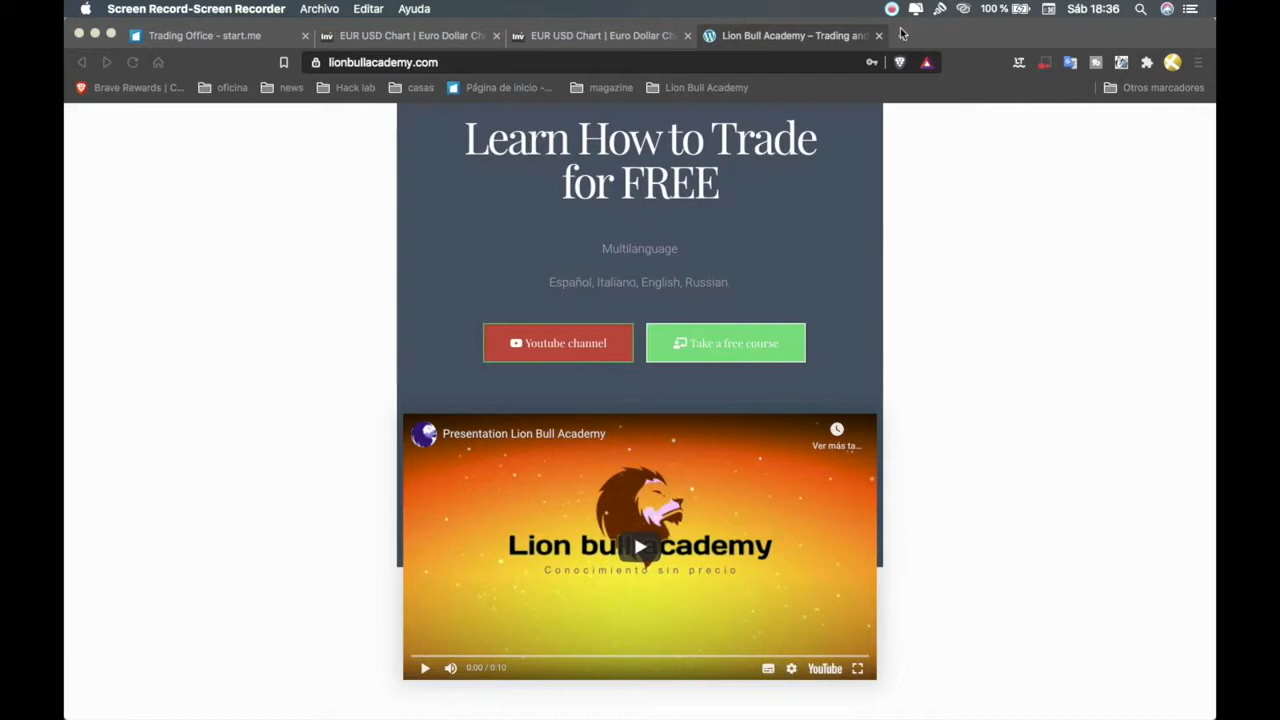 Screen Record-Screen Recorder Archivo Editar Ayuda 100 % Sáb 18:36
Trading Office - start.me EUR USD Chart | Euro Dollar Ch EUR USD Chart | Euro Dollar Ch Lion Bull Academy – Trading and
lionbullacademy.com
Brave Rewards | C... oficina news Hack lab casas Página de inicio -... magazine Lion Bull Academy Otros marcadores
Learn How to Trade
for FREE
Multilanguage
Español, Italiano, English, Russian.
Youtube channel Take a free course
Presentation Lion Bull Academy
Ver más ta...
Lion bull academy
Conocimiento sin precio
0:00 / 0:10 YouTube